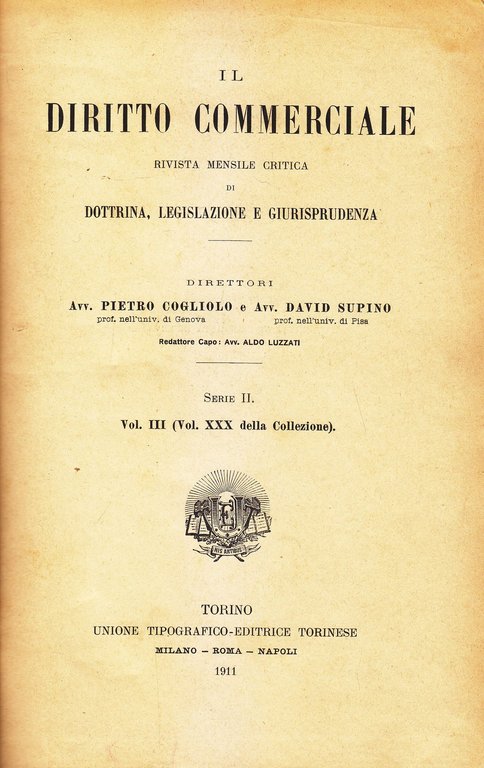 IL
DIRITTO COMMERCIALE
RIVISTA MENSILE CRITICA
DI
DOTTRINA, LEGISLAZIONE E GIURISPRUDENZA
DIRETTORI
Avv. PIETRO COGLIOLO e Avv. DAVID SUPINO
prof. nell'univ. di Genova prof. nell'univ. di Pisa
Redattore Capo: Avv. ALDO LUZZATI
Serie II.
Vol. III (Vol. XXX della Collezione).
TORINO
UNIONE TIPOGRAFICO-EDITRICE TORINESE
MILANO – ROMA – NAPOLI
1911